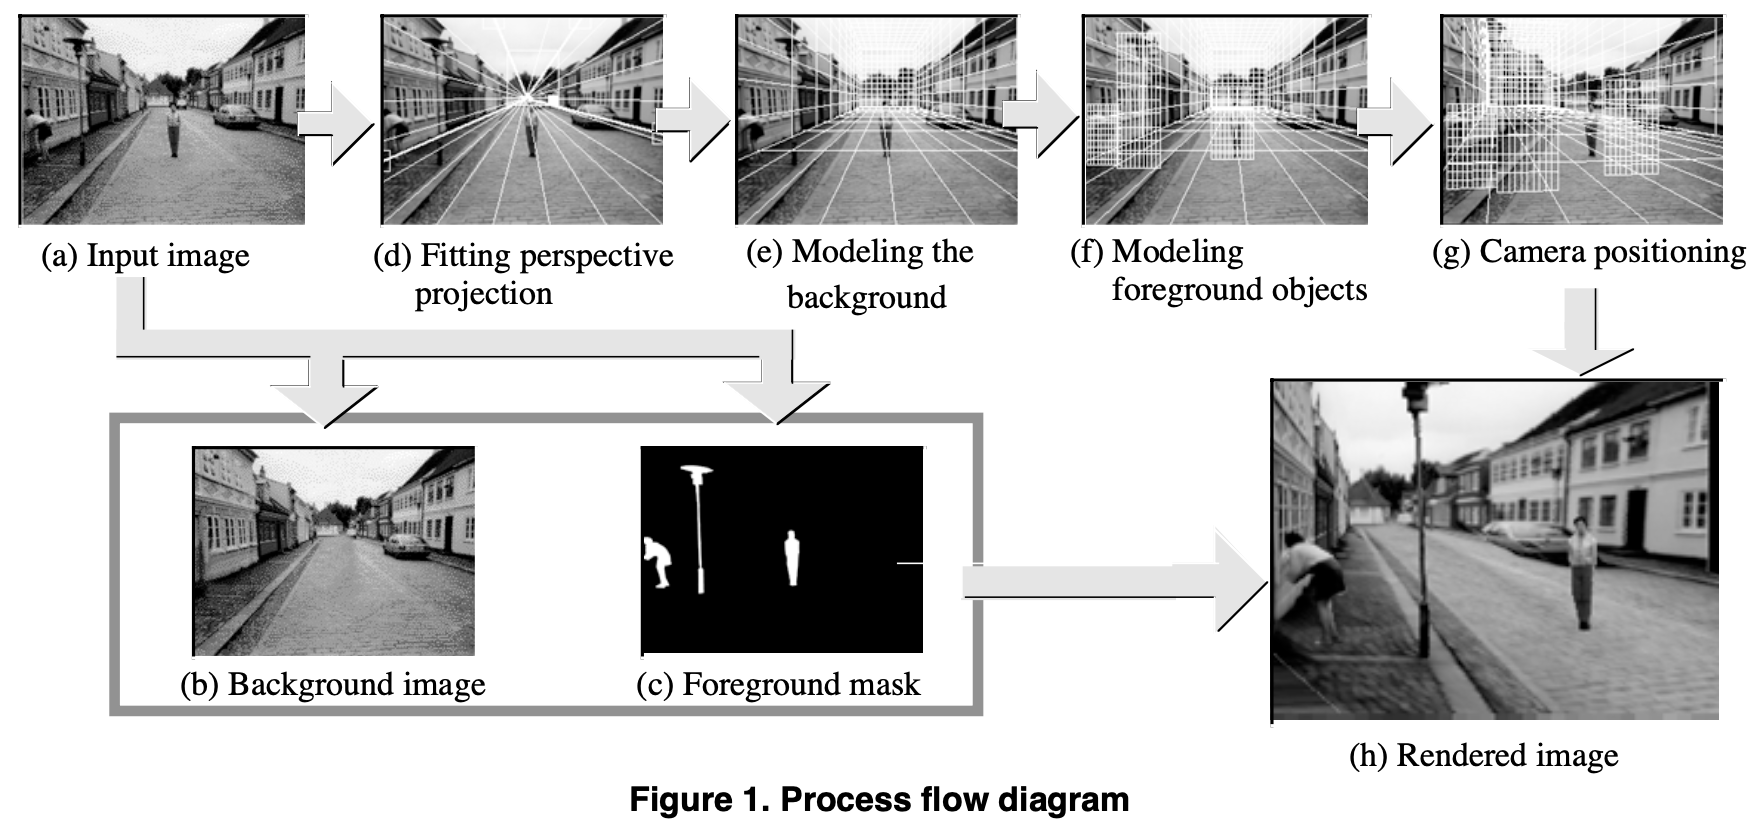 (a) Input image
(d) Fitting perspective
projection
(e) Modeling the
background
(f) Modeling
foreground objects
(g) Camera positioning
(b) Background image
(c) Foreground mask
(h) Rendered image
Figure 1. Process flow diagram